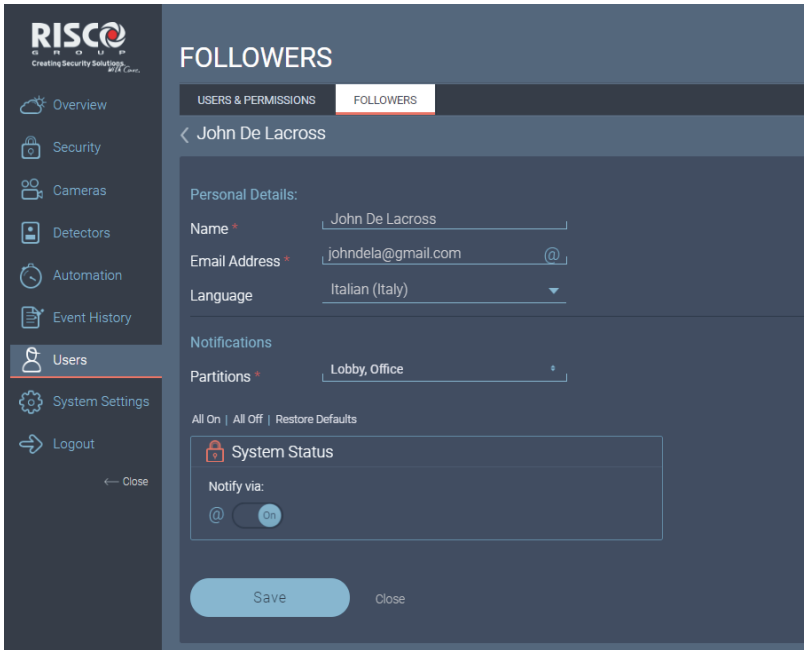 RISCO
GROUP
Creating Security Solutions.
With Care.
Overview
Security
Cameras
Detectors
Automation
Event History
Users
System Settings
Logout
← Close
FOLLOWERS
USERS & PERMISSIONS FOLLOWERS
John De Lacross
Personal Details:
Name * John De Lacross
Email Address * johndela@gmail.com @
Language Italian (Italy)
Notifications
Partitions * Lobby, Office
All On | All Off | Restore Defaults
System Status
Notify via:
@ On
Save Close